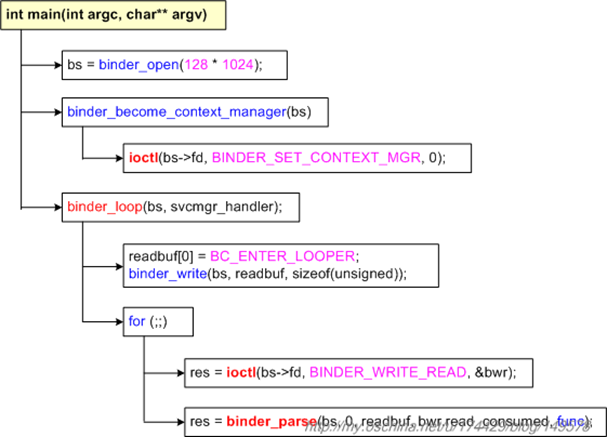 int main(int argc, char** argv)
bs = binder_open(128 * 1024);
binder_become_context_manager(bs)
ioctl(bs->fd, BINDER_SET_CONTEXT_MGR, 0);
binder_loop(bs, svcmgr_handler);
readbuf[0] = BC_ENTER_LOOPER;
binder_write(bs, readbuf, sizeof(unsigned));
for (;;)
res = ioctl(bs->fd, BINDER_WRITE_READ, &bwr);
res = binder_parse(bs, 0, readbuf, bwr.read_consumed, func);